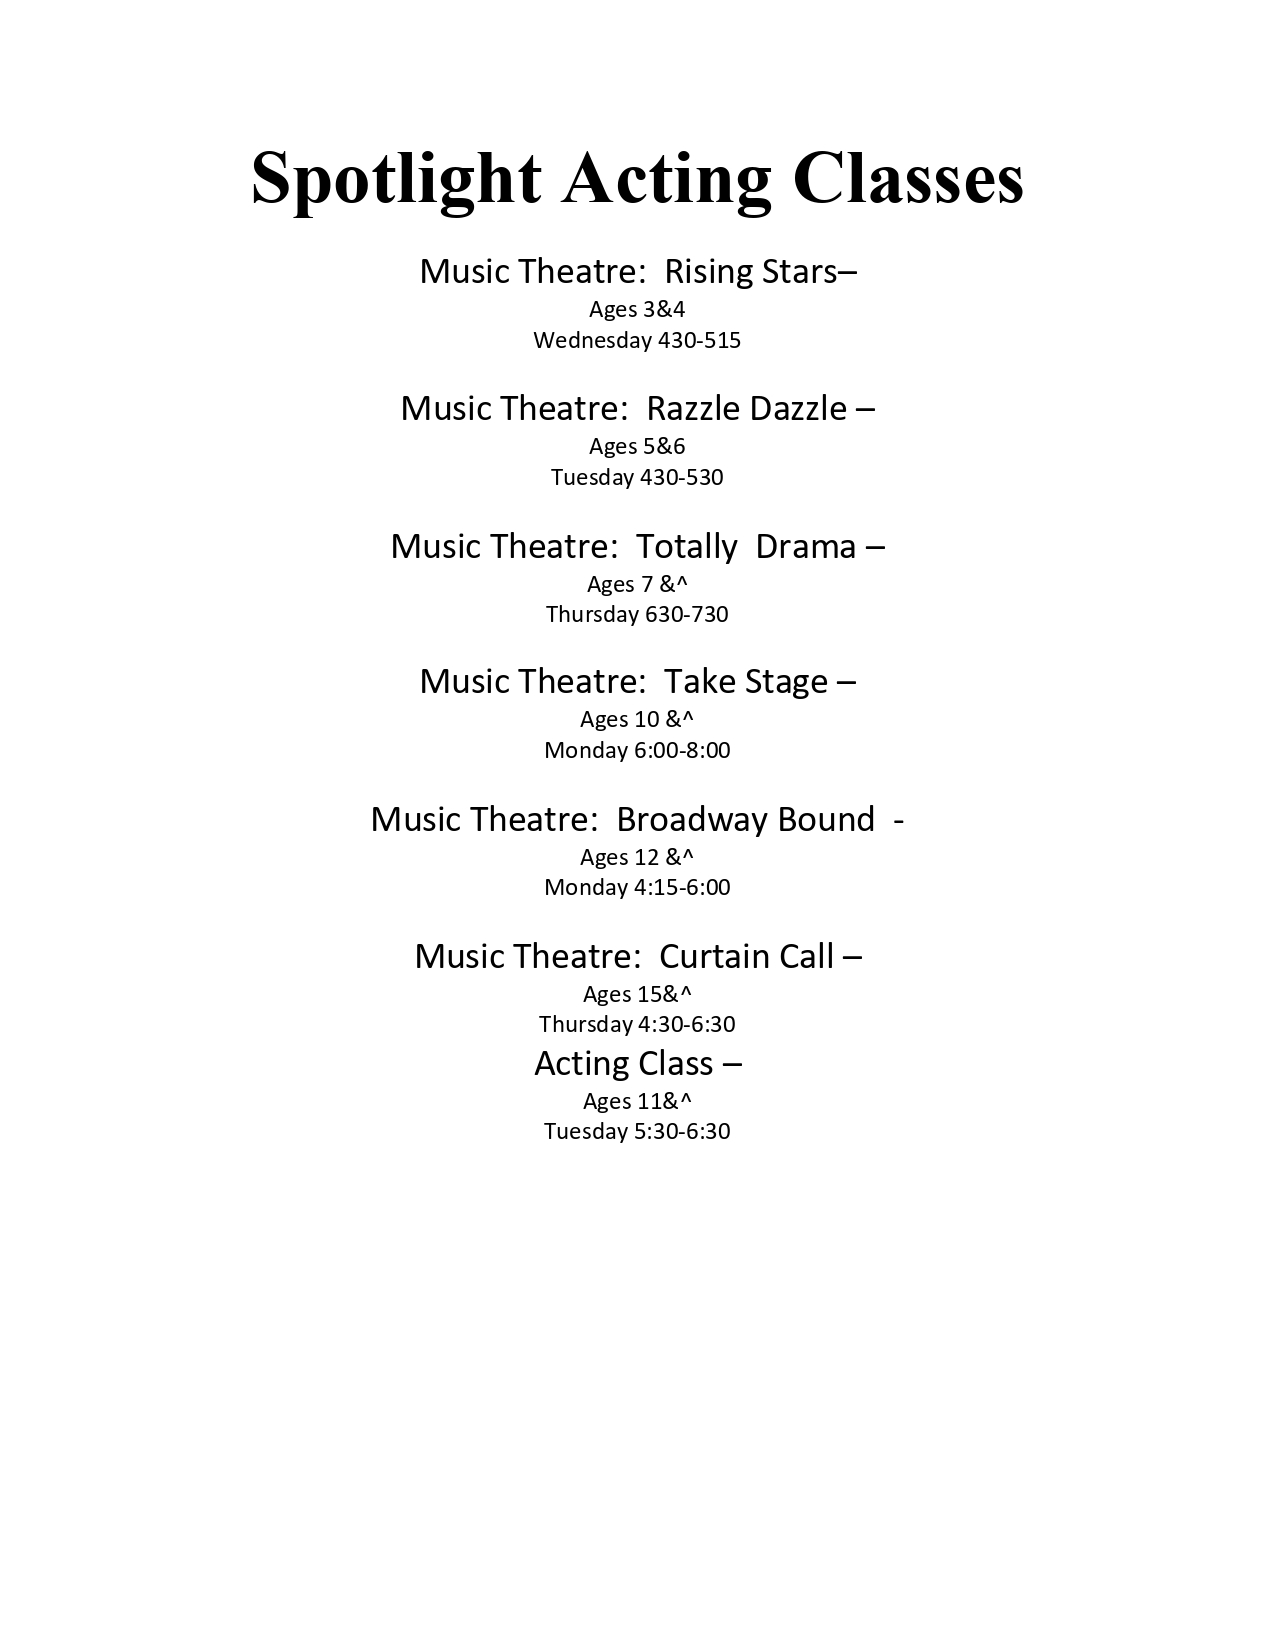 Spotlight Acting Classes
Music Theatre:  Rising Stars–
Ages 3&4
Wednesday 430-515
Music Theatre:  Razzle Dazzle –
Ages 5&6
Tuesday 430-530
Music Theatre:  Totally  Drama –
Ages 7 &^
Thursday 630-730
Music Theatre:  Take Stage –
Ages 10 &^
Monday 6:00-8:00
Music Theatre:  Broadway Bound  -
Ages 12 &^
Monday 4:15-6:00
Music Theatre:  Curtain Call –
Ages 15&^
Thursday 4:30-6:30
Acting Class –
Ages 11&^
Tuesday 5:30-6:30